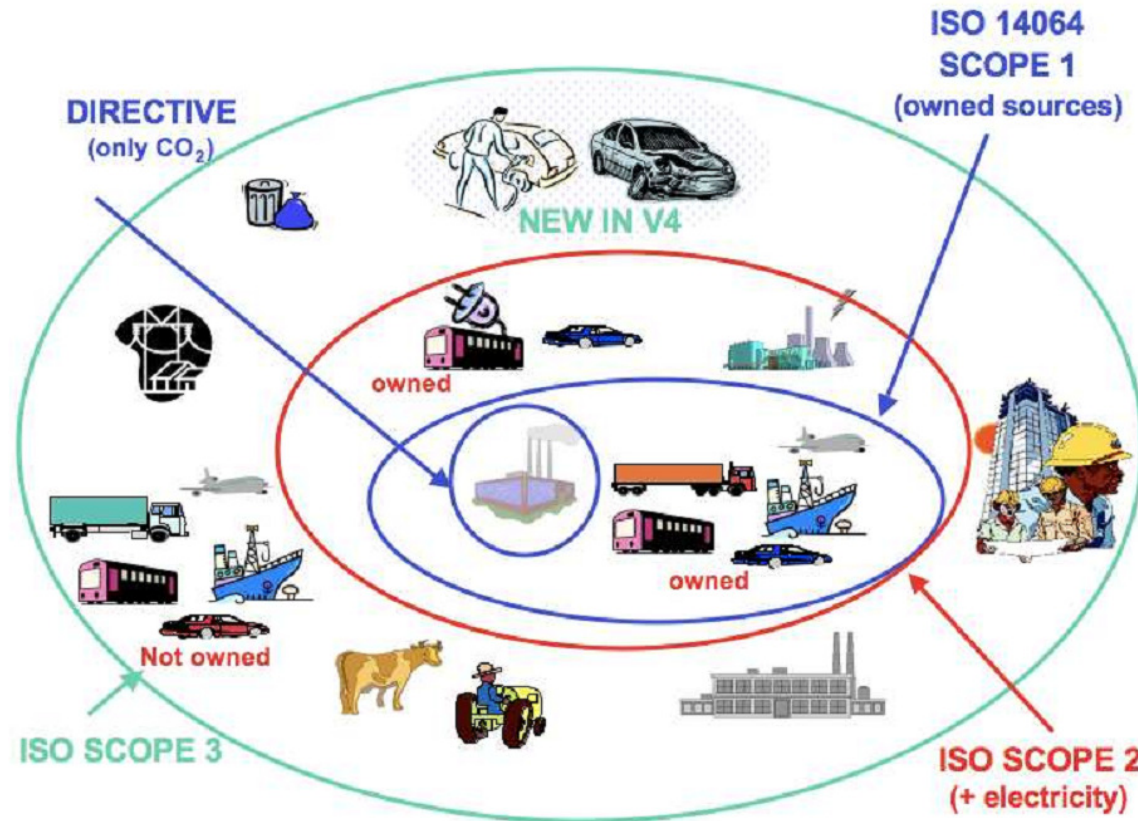 ISO 14064
SCOPE 1
(owned sources)
DIRECTIVE
(only CO₂)
NEW IN V4
owned
owned
Not owned
ISO SCOPE 3
ISO SCOPE 2
(+ electricity)